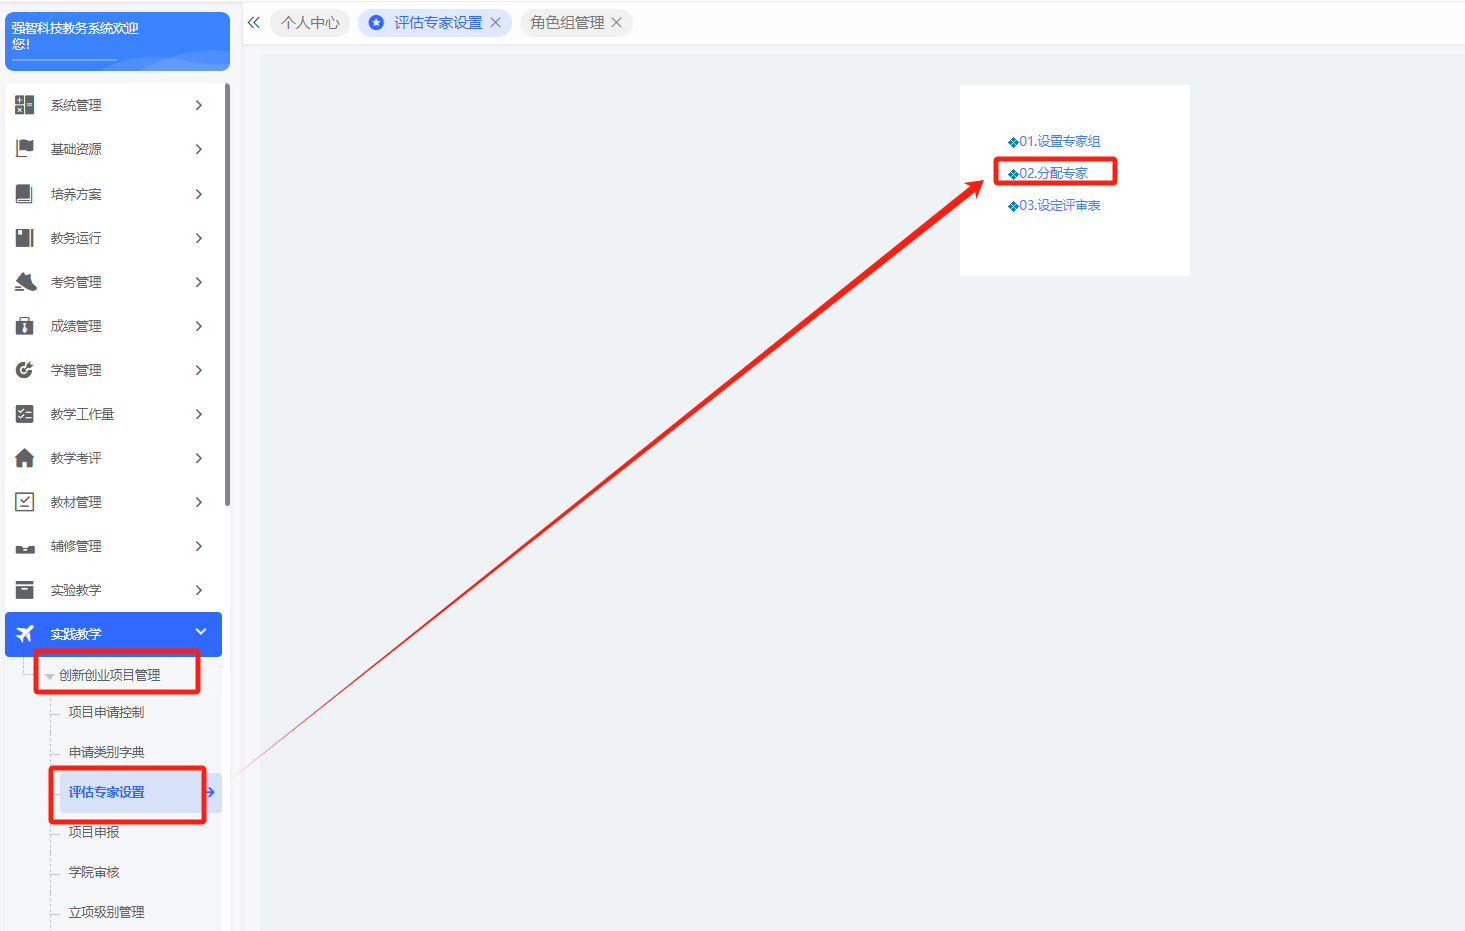 强智科技教务系统欢迎
您!
个人中心
评估专家设置
角色组管理
系统管理
基础资源
培养方案
教务运行
考务管理
成绩管理
学籍管理
教学工作量
教学考评
教材管理
辅修管理
实验教学
实践教学
创新创业项目管理
项目申请控制
申请类别字典
评估专家设置
项目申报
学院审核
立项级别管理
01.设置专家组
02.分配专家
03.设定评审表